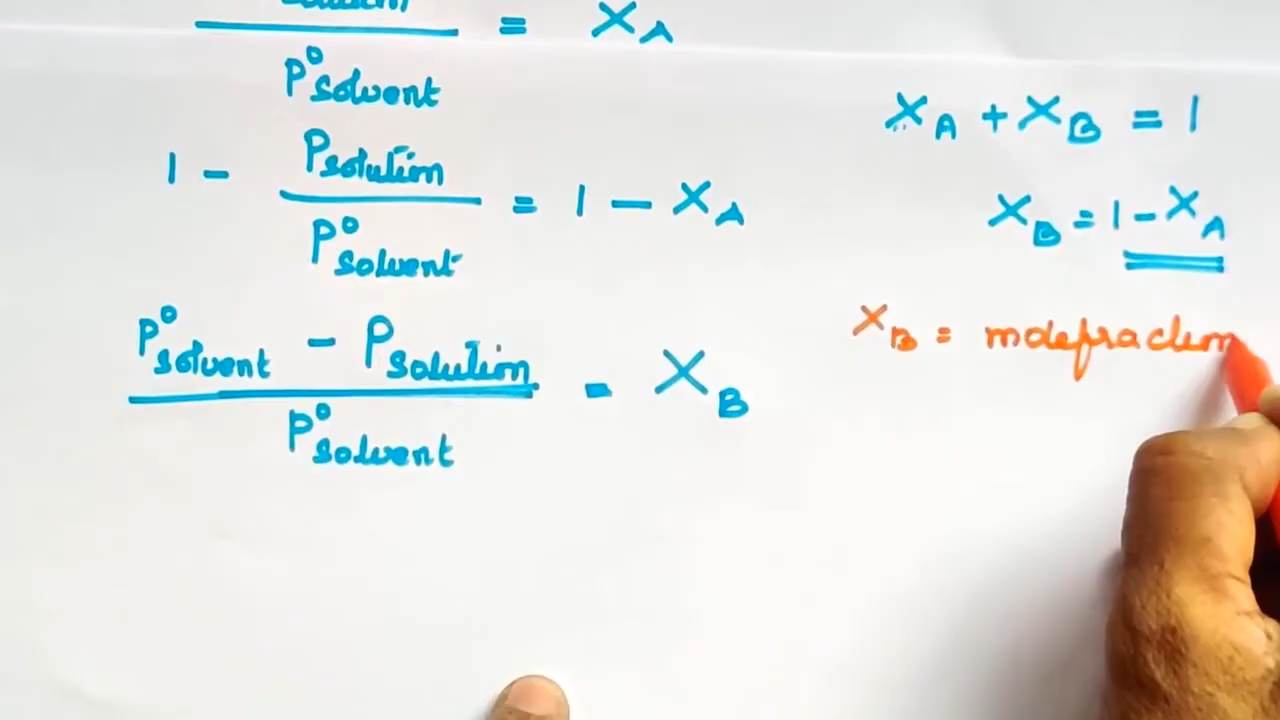 = X_A
P°solvent
1 - Psolution / P°solvent = 1 - X_A
P°solvent - Psolution / P°solvent = X_B
X_A + X_B = 1
X_B = 1 - X_A
X_B = molefraction